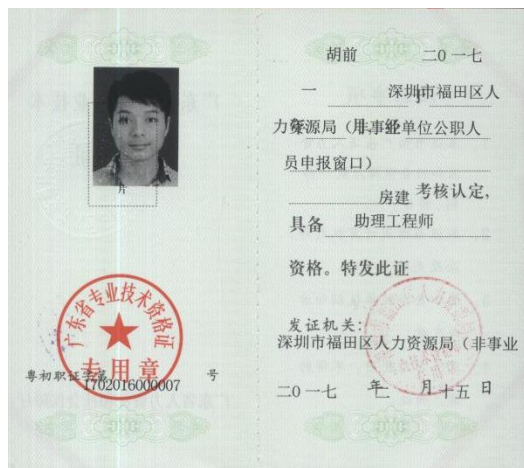 片
广东省专业技术资格证
专用章
粤初职证字第 1702016000007 号
胡前 二0一七
一 深圳市福田区人
力资源局（非事业单位公职人
员申报窗口）
房建 考核认定,
具备 助理工程师
资格。特发此证
发证机关:
深圳市福田区人力资源局（非事业
二0一七 年 月十五日